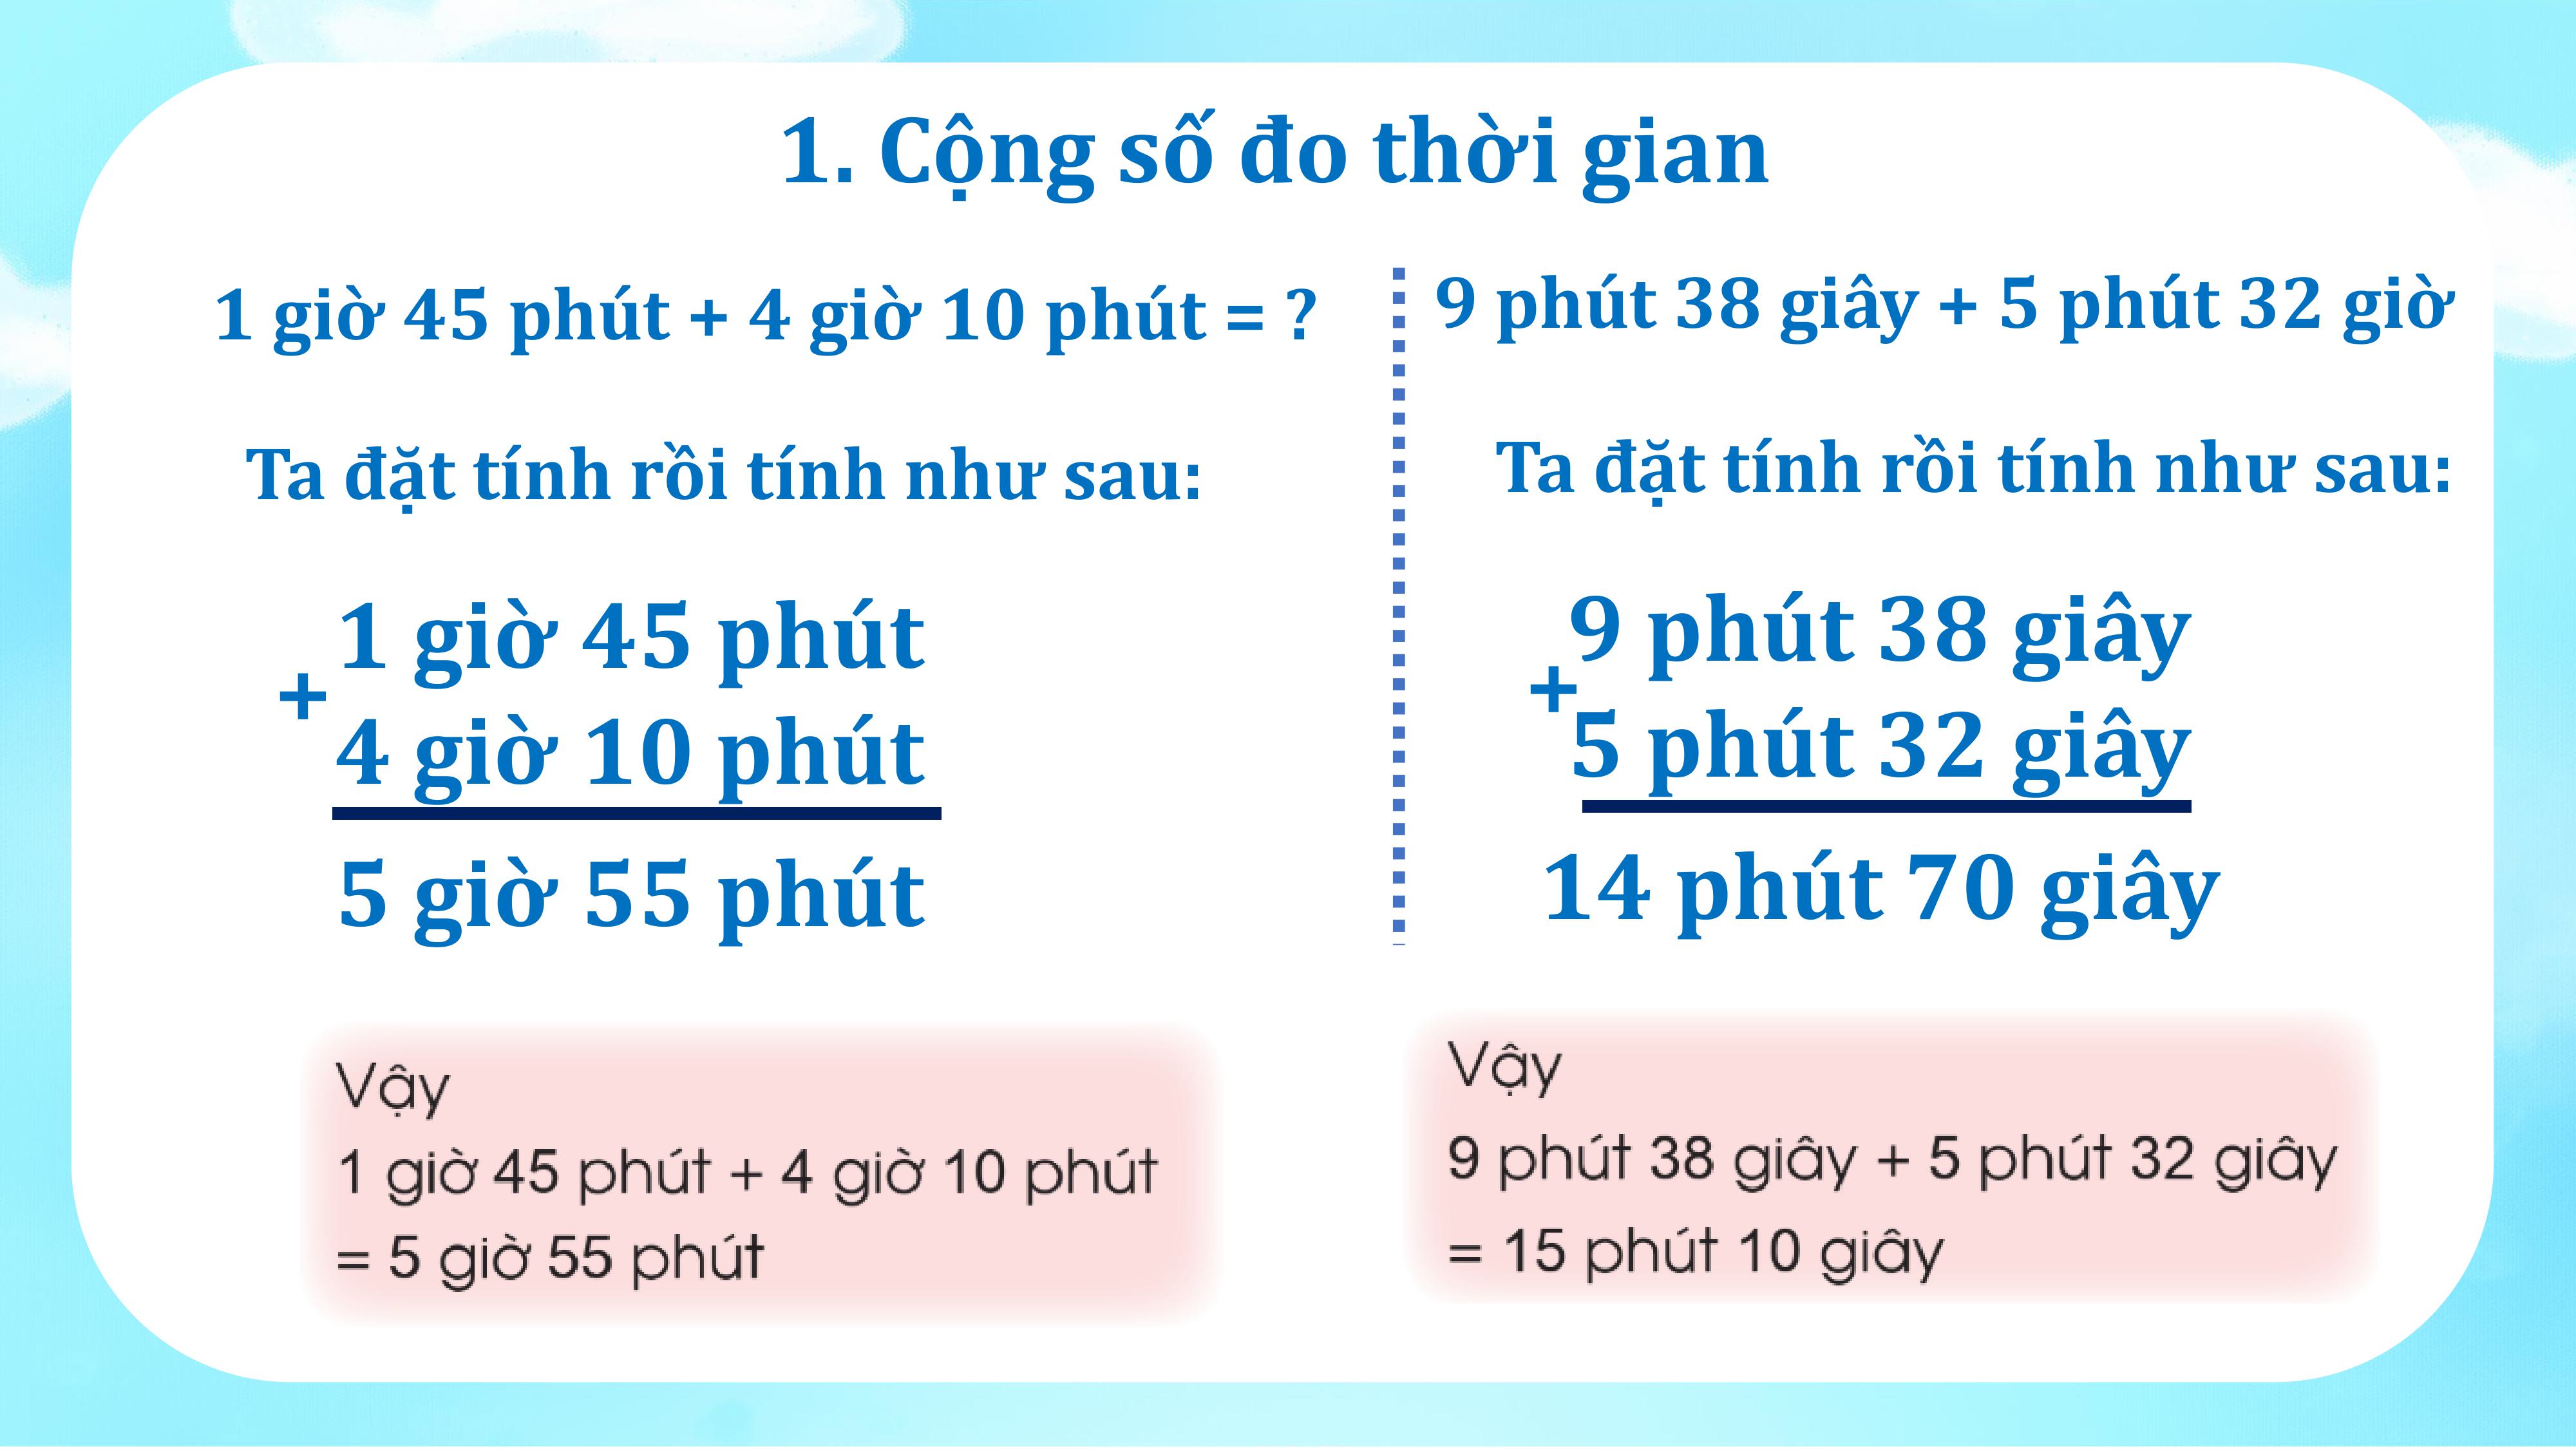 1. Cộng số đo thời gian
1 giờ 45 phút + 4 giờ 10 phút = ?
Ta đặt tính rồi tính như sau:
1 giờ 45 phút
+
4 giờ 10 phút
5 giờ 55 phút
Vậy
1 giờ 45 phút + 4 giờ 10 phút
= 5 giờ 55 phút
9 phút 38 giây + 5 phút 32 giờ
Ta đặt tính rồi tính như sau:
9 phút 38 giây
+
5 phút 32 giây
14 phút 70 giây
Vậy
9 phút 38 giây + 5 phút 32 giây
= 15 phút 10 giây